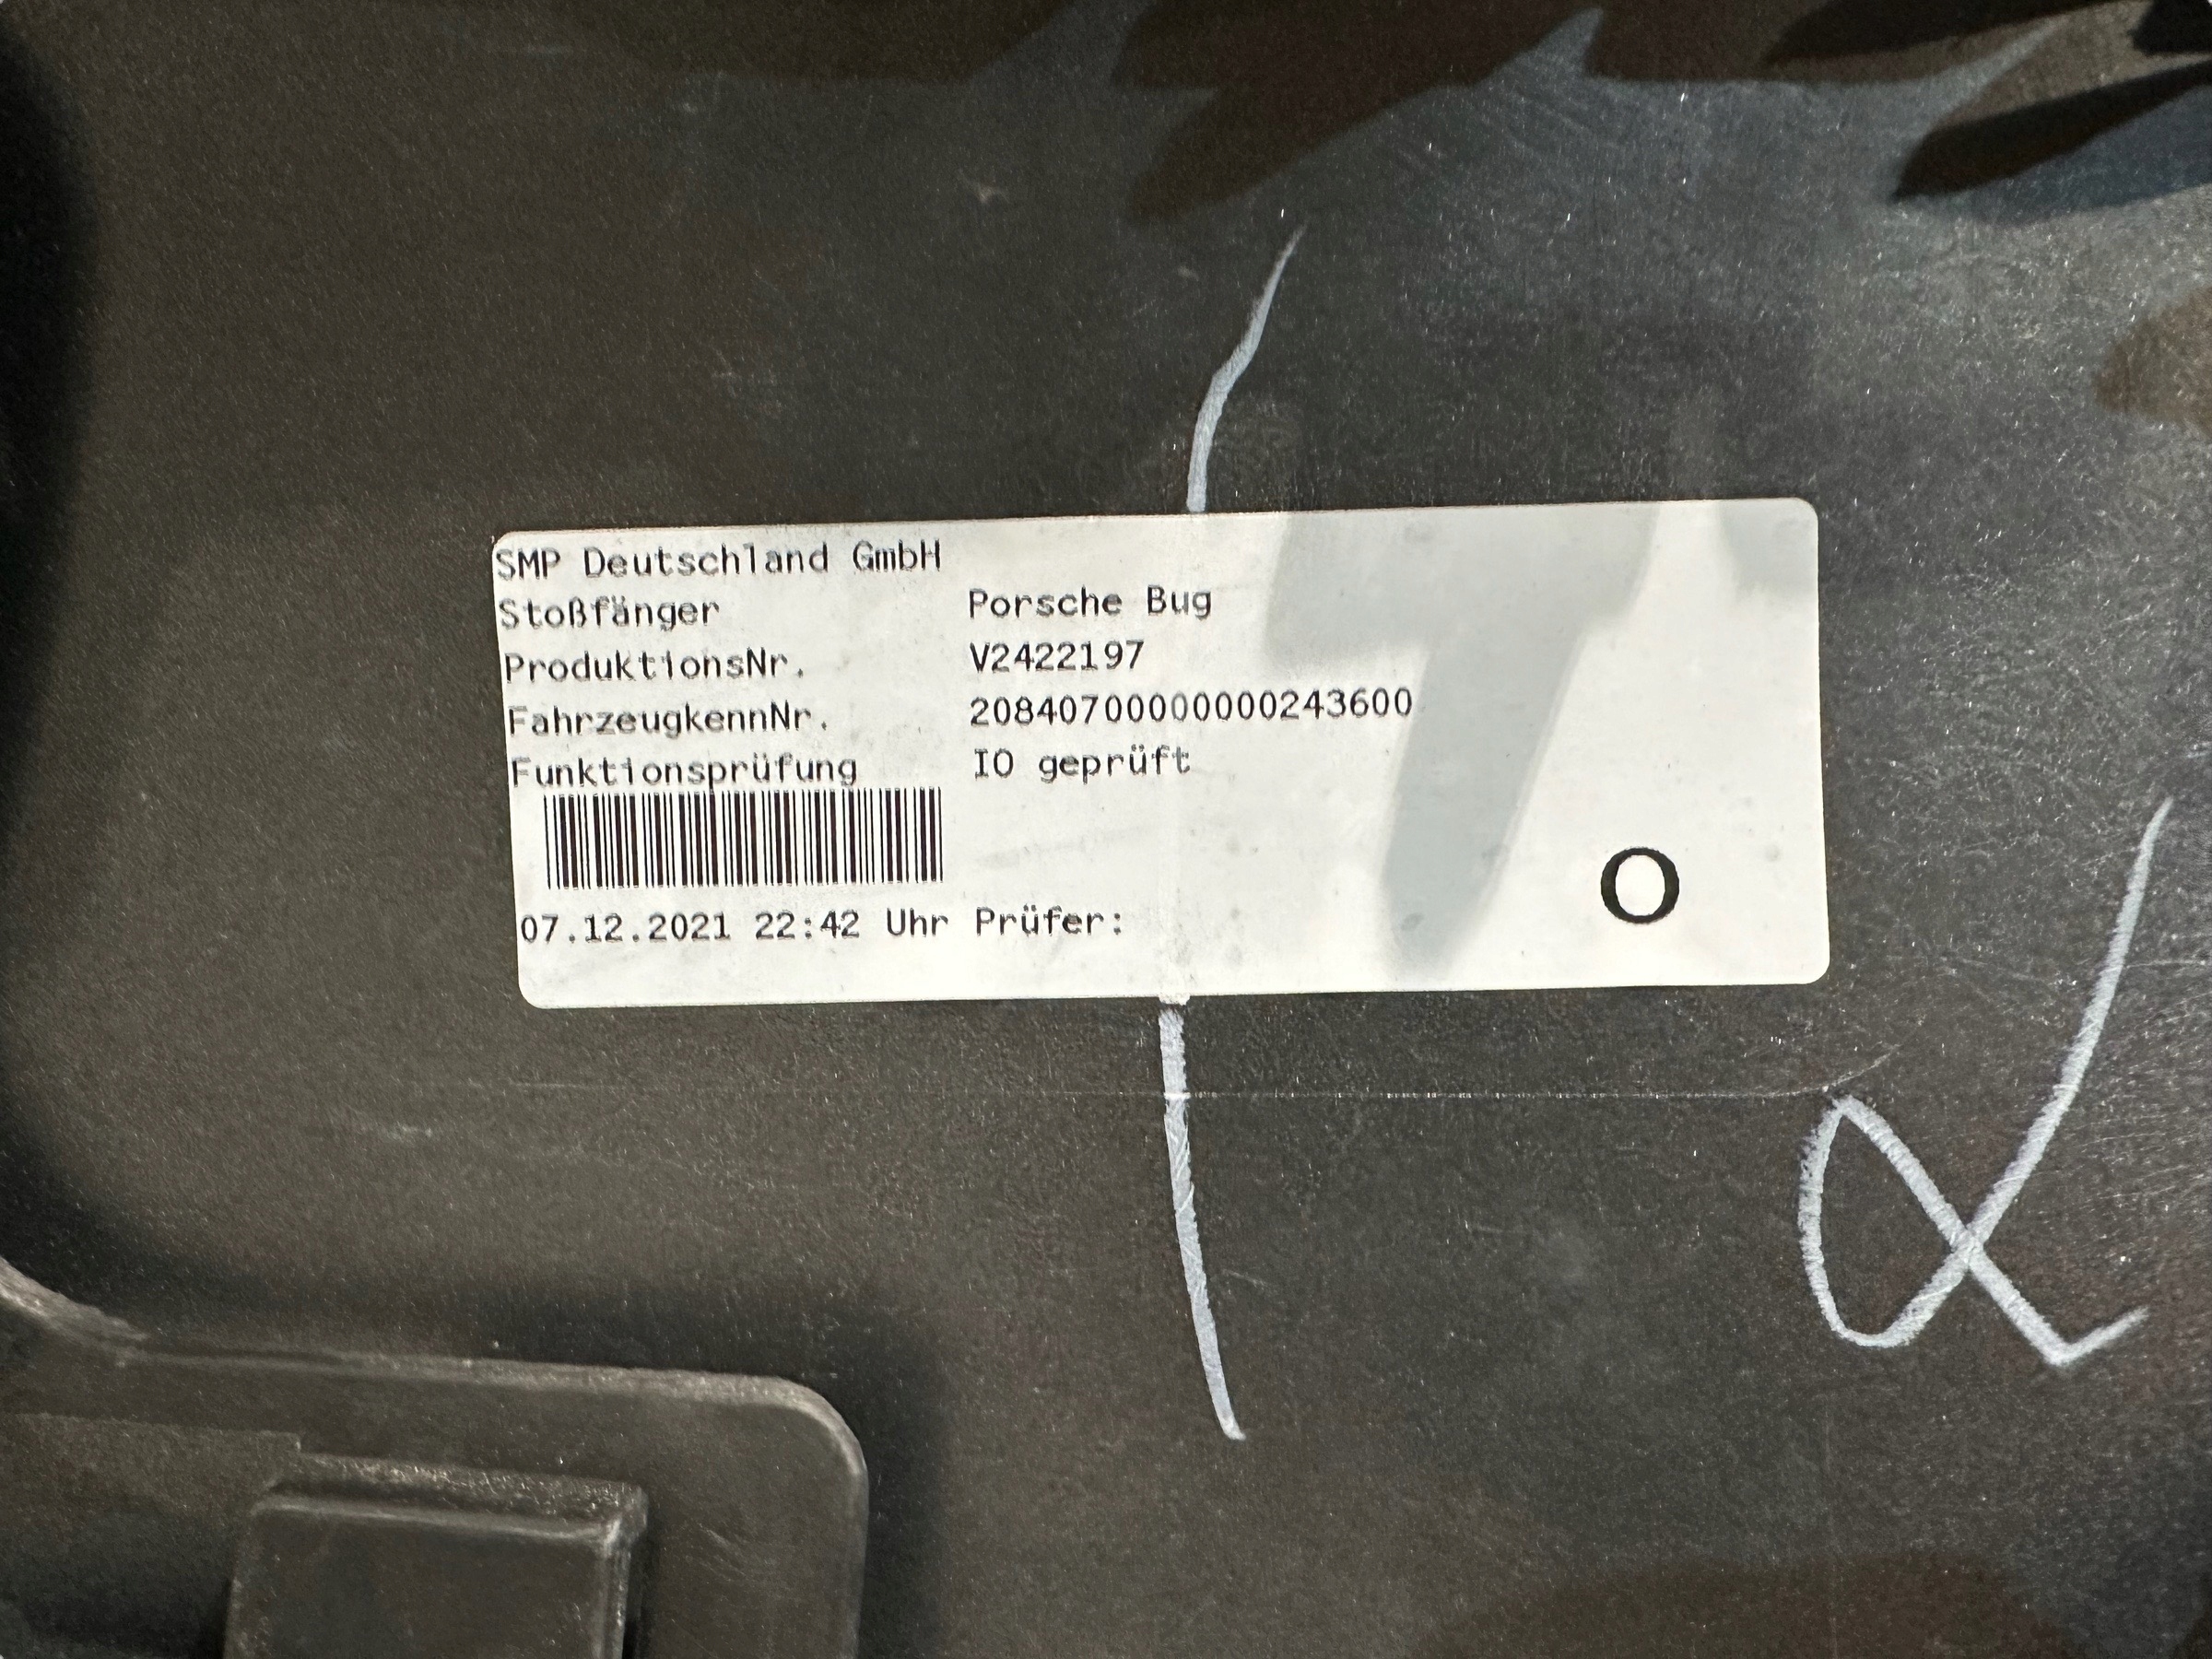 SMP Deutschland GmbH
Stoßfänger Porsche Bug
ProduktionsNr. V2422197
FahrzeugkennNr. 20840700000000243600
Funktionsprüfung IO geprüft
O
07.12.2021 22:42 Uhr Prüfer: